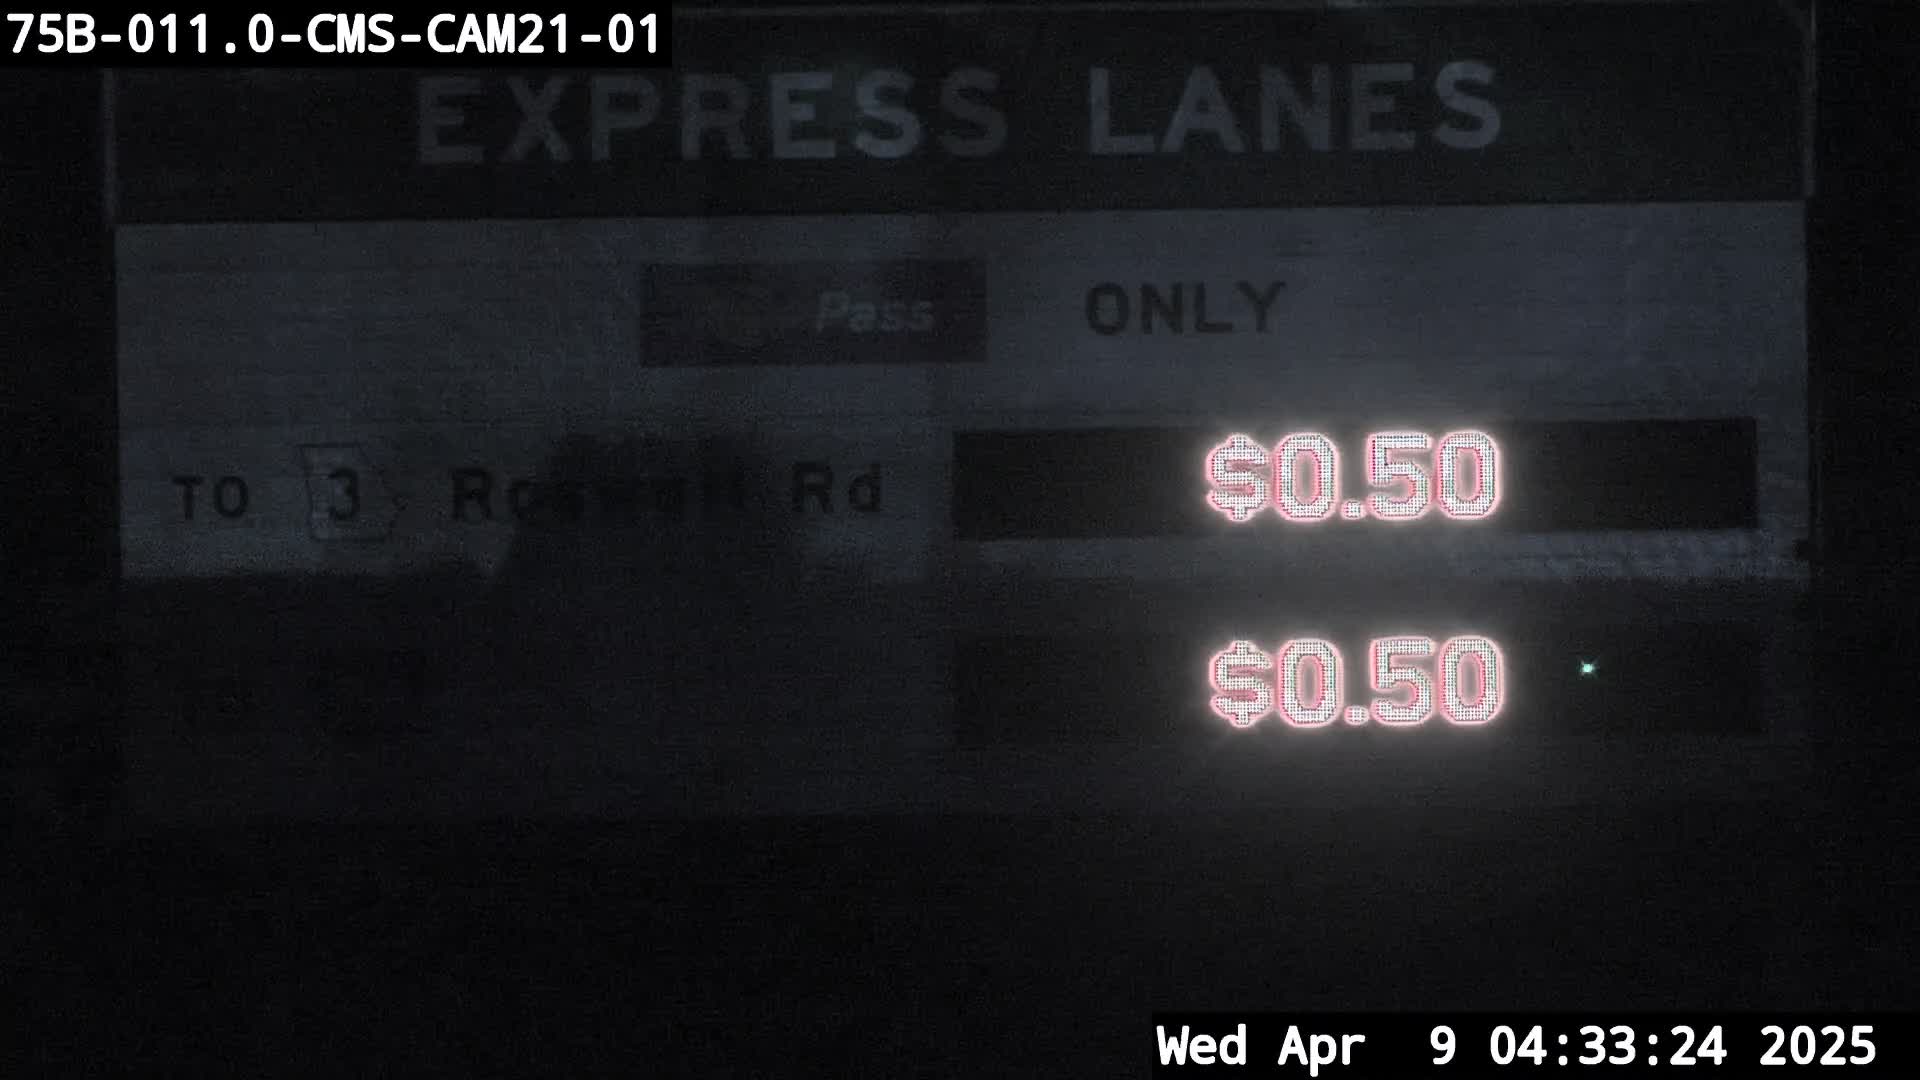 75B-011.0-CMS-CAM21-01
EXPRESS LANES
Pass ONLY
TO 3 Rd $0.50
$0.50
Wed Apr 9 04:33:24 2025